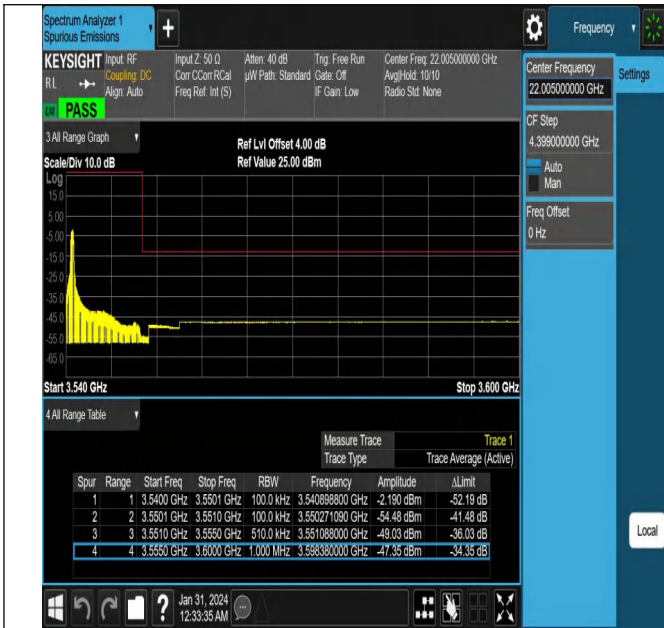 Spectrum Analyzer 1
Spurious Emissions
Frequency
KEYSIGHT
RL
PASS
Input: RF
Coupling: DC
Align: Auto
Input Z: 50 Ω
Corr CCorr RCal
Freq Ref: Int (S)
Atten: 40 dB
µW Path: Standard
Trig: Free Run
Gate: Off
IF Gain: Low
Center Freq: 22.005000000 GHz
Avg|Hold: 10/10
Radio Std: None
3 All Range Graph
Scale/Div 10.0 dB
Ref Lvl Offset 4.00 dB
Ref Value 25.00 dBm
Log
15.0
5.00
-5.00
-15.0
-25.0
-35.0
-45.0
-55.0
-65.0
Start 3.540 GHz
Stop 3.600 GHz
4 All Range Table
Measure Trace Trace 1
Trace Type Trace Average (Active)
Spur Range Start Freq Stop Freq RBW Frequency Amplitude ΔLimit
1 1 3.5400 GHz 3.5501 GHz 100.0 kHz 3.540898800 GHz -2.190 dBm -52.19 dB
2 2 3.5501 GHz 3.5510 GHz 100.0 kHz 3.550271090 GHz -54.48 dBm -41.48 dB
3 3 3.5510 GHz 3.5550 GHz 510.0 kHz 3.551088000 GHz -49.03 dBm -36.03 dB
4 4 3.5550 GHz 3.6000 GHz 1.000 MHz 3.598380000 GHz -47.35 dBm -34.35 dB
Center Frequency
22.005000000 GHz
Settings
CF Step
4.399000000 GHz
Auto
Man
Freq Offset
0 Hz
Local
?
Jan 31, 2024
12:33:35 AM